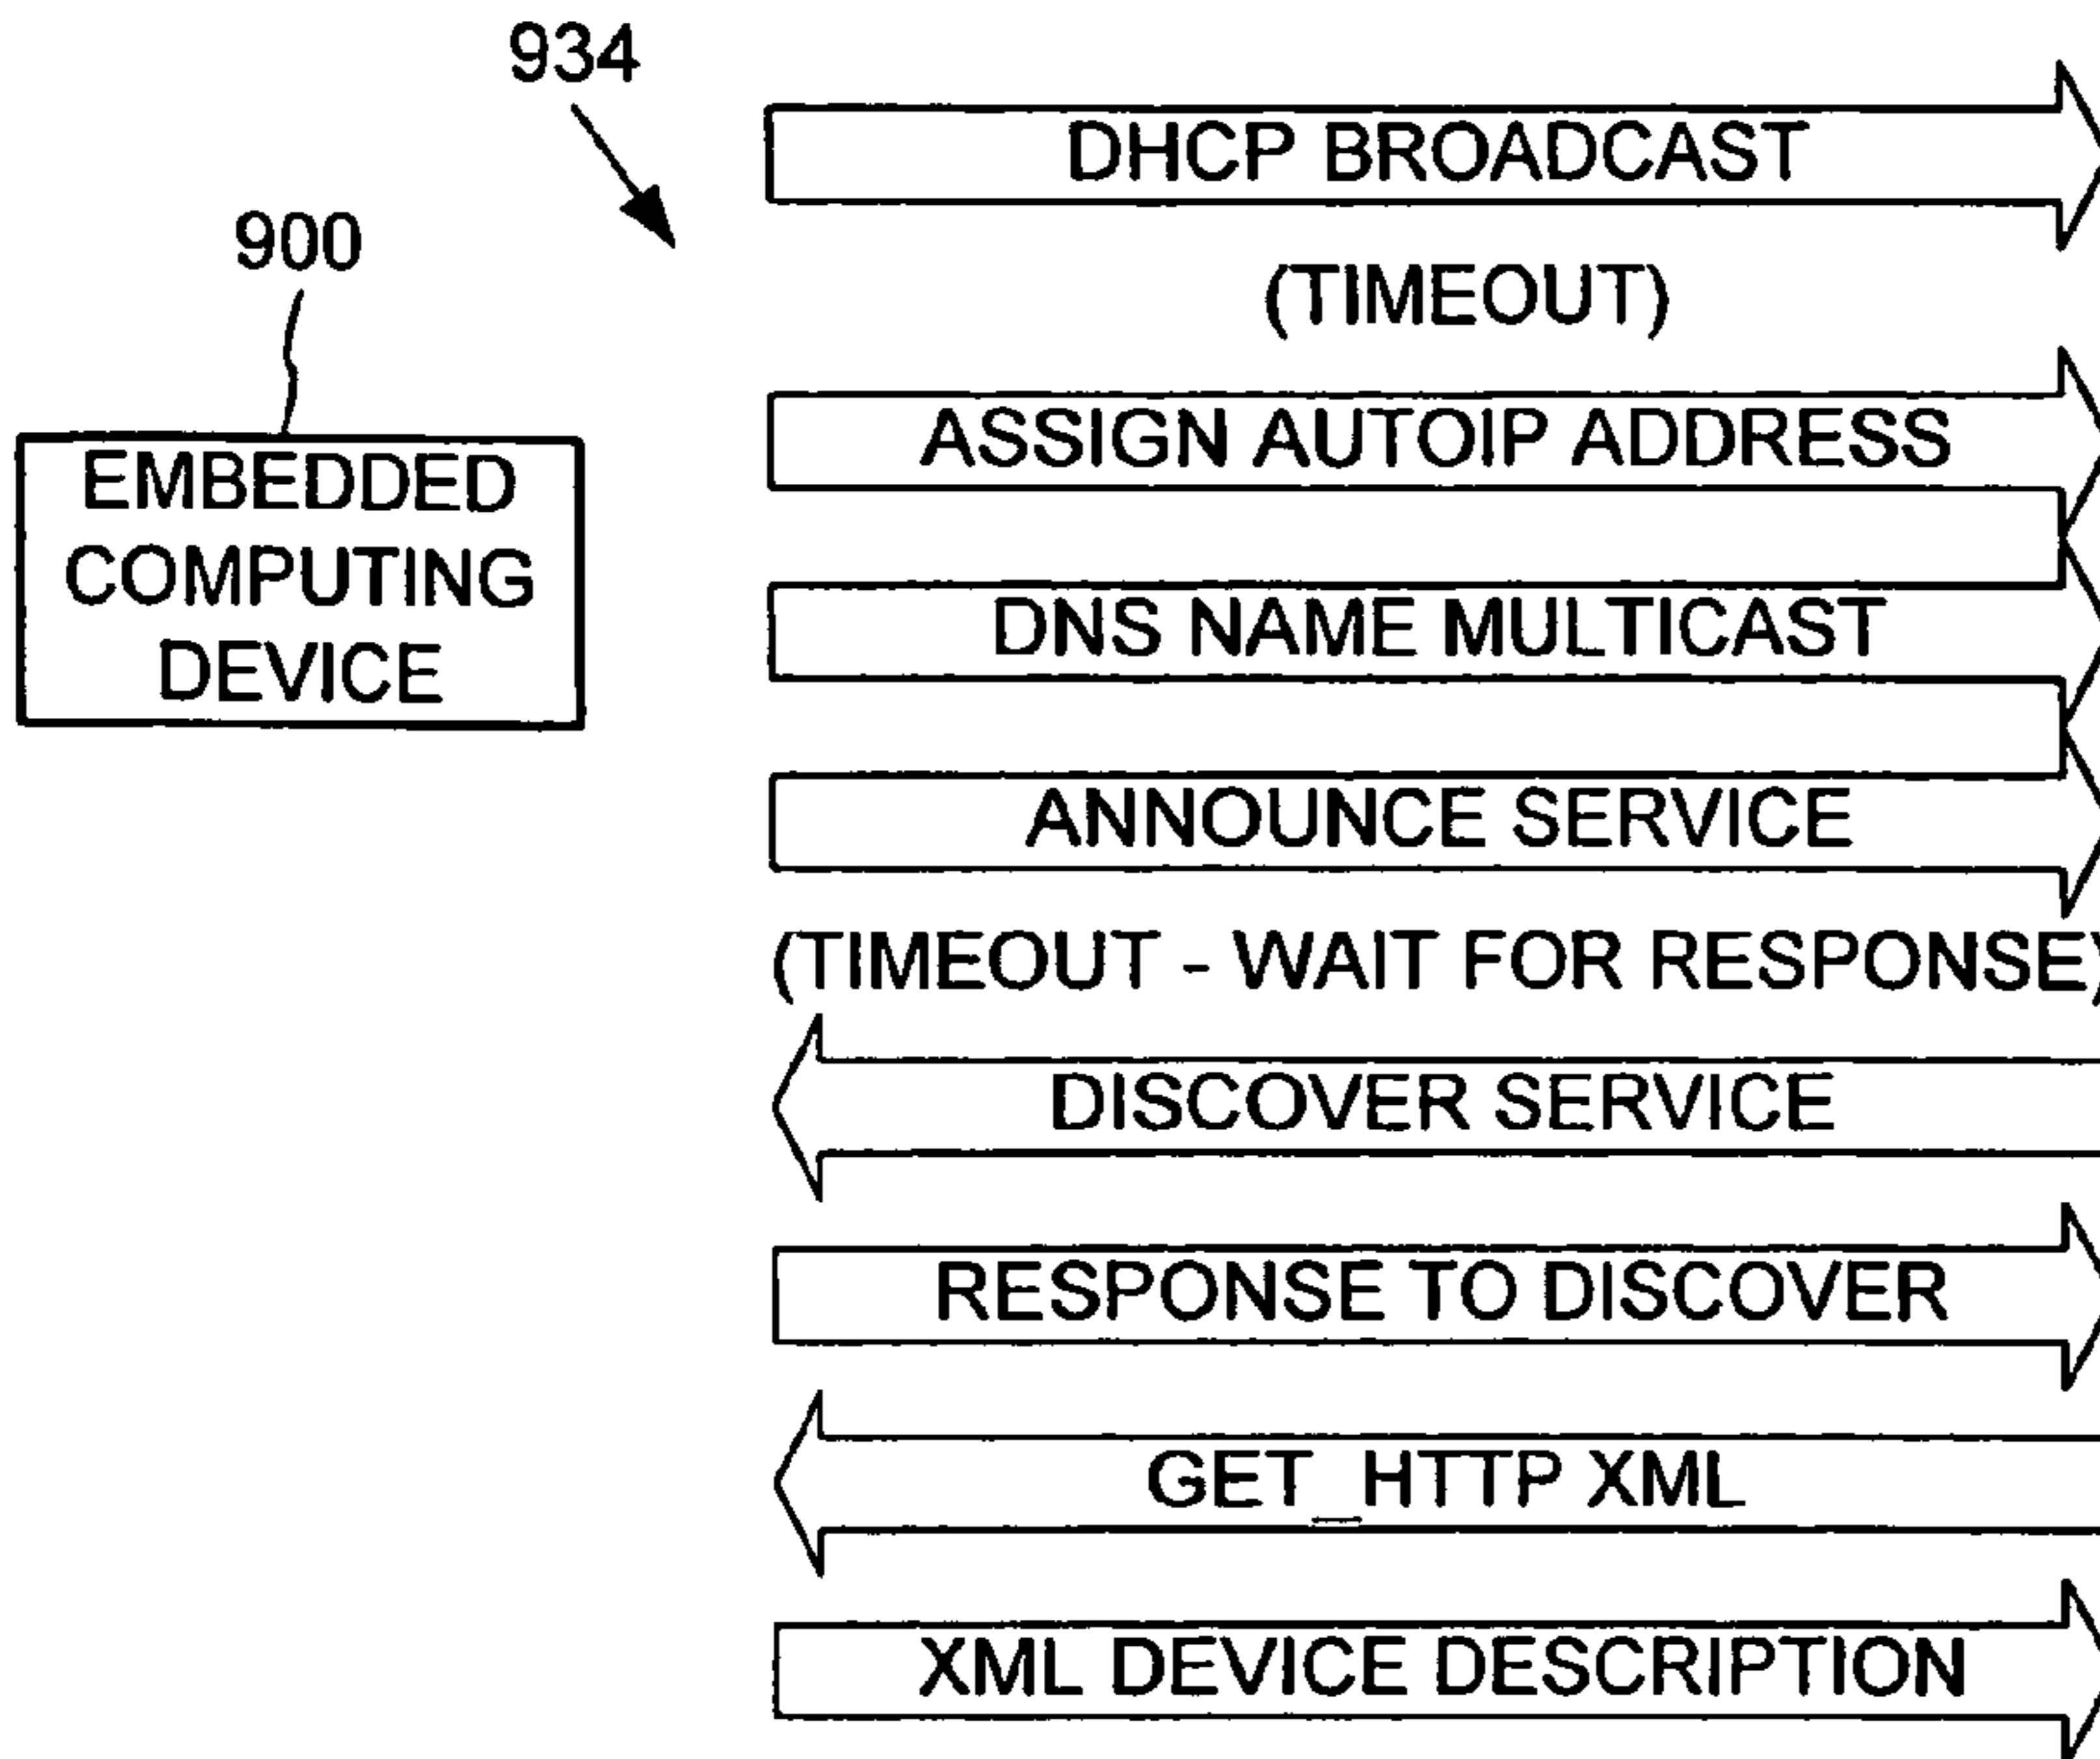 934
DHCP BROADCAST
900
(TIMEOUT)
ASSIGN AUTOIP ADDRESS
EMBEDDED
COMPUTING
DEVICE
DNS NAME MULTICAST
ANNOUNCE SERVICE
(TIMEOUT - WAIT FOR RESPONSE)
DISCOVER SERVICE
RESPONSE TO DISCOVER
GET_HTTP XML
XML DEVICE DESCRIPTION